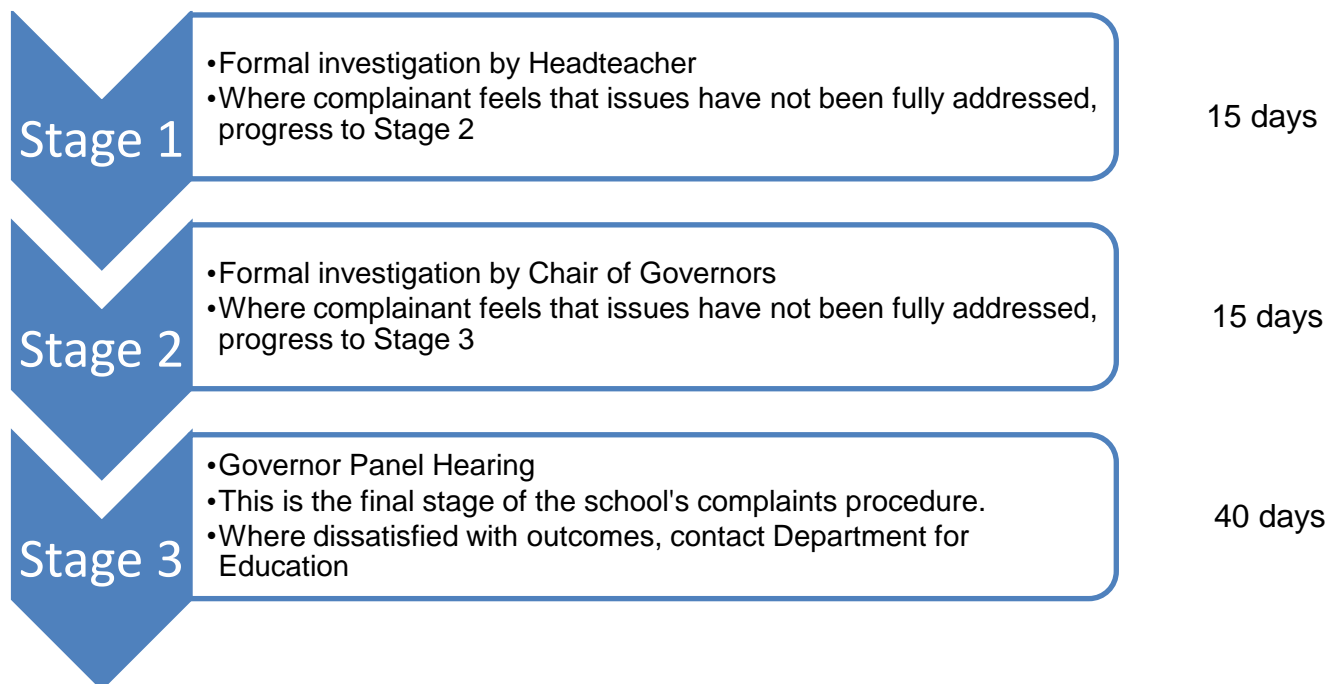 Stage 1
•Formal investigation by Headteacher
•Where complainant feels that issues have not been fully addressed,
progress to Stage 2
15 days
Stage 2
•Formal investigation by Chair of Governors
•Where complainant feels that issues have not been fully addressed,
progress to Stage 3
15 days
Stage 3
•Governor Panel Hearing
•This is the final stage of the school's complaints procedure.
•Where dissatisfied with outcomes, contact Department for
Education
40 days